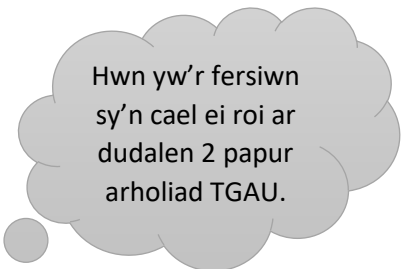 Hwn yw'r fersiwn
sy'n cael ei roi ar
dudalen 2 papur
arholiad TGAU.